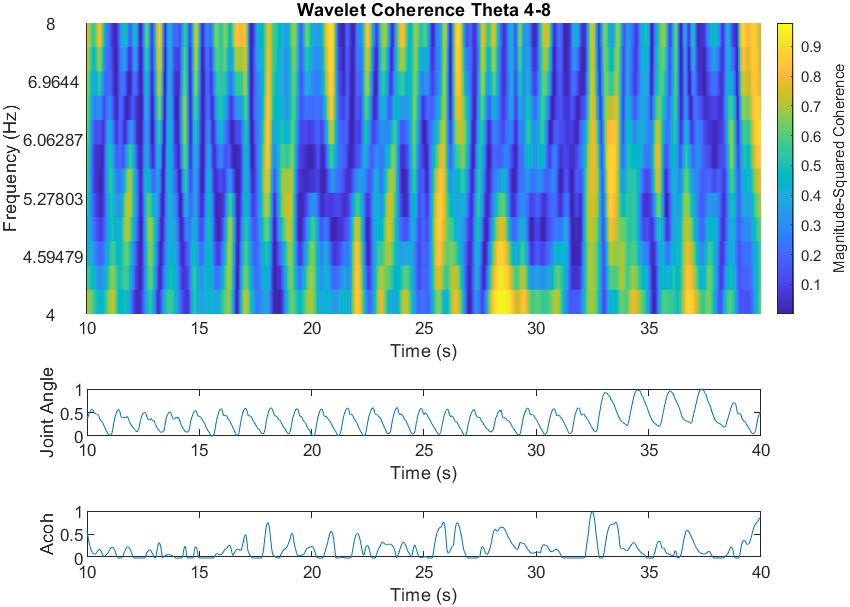 Wavelet Coherence Theta 4-8
8
6.9644
6.06287
5.27803
4.59479
4
Frequency (Hz)
10 15 20 25 30 35
Time (s)
0.9
0.8
0.7
0.6
0.5
0.4
0.3
0.2
0.1
Magnitude-Squared Coherence
Joint Angle
1
0.5
0
10 15 20 25 30 35 40
Time (s)
Acoh
1
0.5
0
10 15 20 25 30 35 40
Time (s)